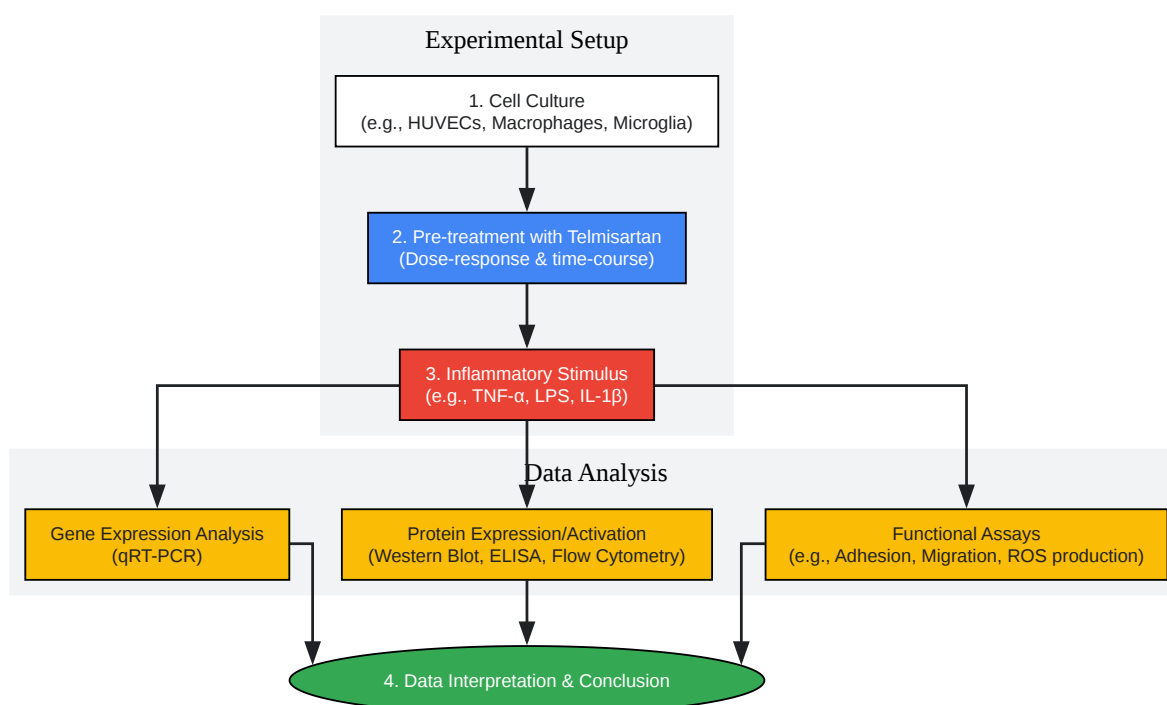 Experimental Setup
1. Cell Culture
(e.g., HUVECs, Macrophages, Microglia)
2. Pre-treatment with Telmisartan
(Dose-response & time-course)
3. Inflammatory Stimulus
(e.g., TNF-α, LPS, IL-1β)
Data Analysis
Gene Expression Analysis
(qRT-PCR)
Protein Expression/Activation
(Western Blot, ELISA, Flow Cytometry)
Functional Assays
(e.g., Adhesion, Migration, ROS production)
4. Data Interpretation & Conclusion